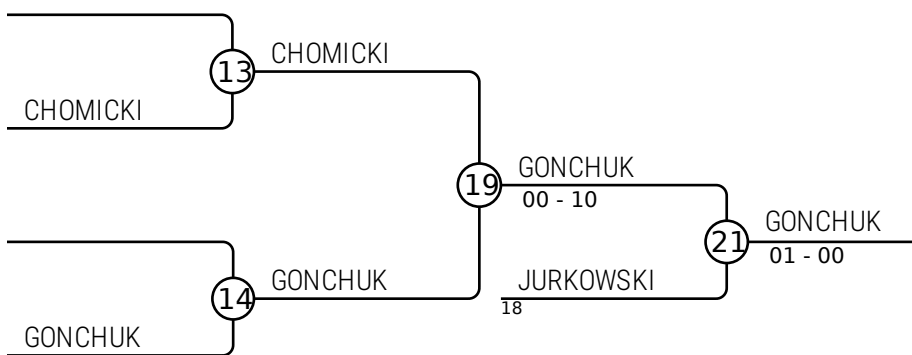 13
CHOMICKI
CHOMICKI
19
GONCHUK
00 - 10
21
GONCHUK
01 - 00
14
GONCHUK
JURKOWSKI
18
GONCHUK